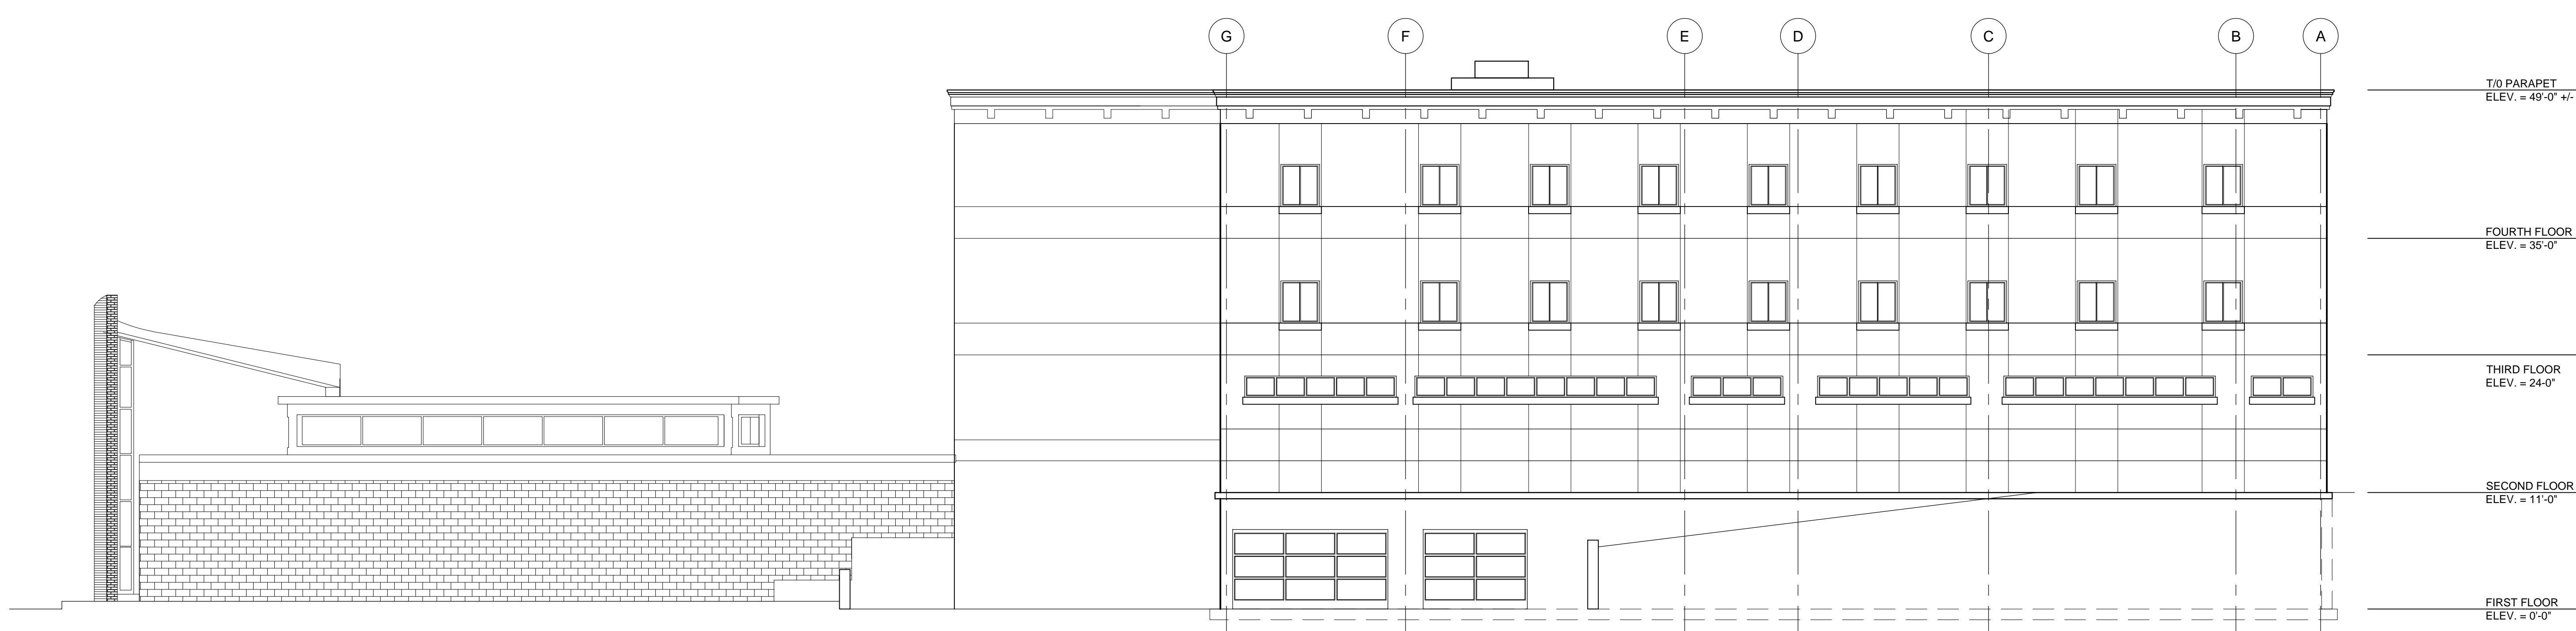 G F E D C B A
T/0 PARAPET
ELEV. = 49'-0" +/-
FOURTH FLOOR
ELEV. = 35'-0"
THIRD FLOOR
ELEV. = 24-0"
SECOND FLOOR
ELEV. = 11'-0"
FIRST FLOOR
ELEV. = 0'-0"